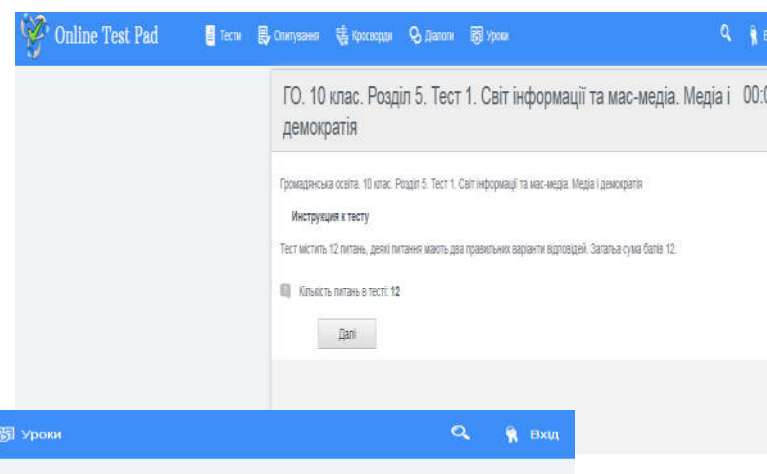 Online Test Pad Тести Опитування Кросворди Діалоги Уроки
ГО. 10 клас. Розділ 5. Тест 1. Світ інформації та мас-медіа. Медіа і 00:0
демократія
Громадянська освіта. 10 клас. Розділ 5. Тест 1. Світ інформації та мас-медіа. Медіа і демократія
Инструкция к тесту
Тест містить 12 питань, деякі питання мають два правильних варіанти відповідей. Загальа сума балів 12.
Кількість питань в тесті: 12
Далі
Уроки Вхід